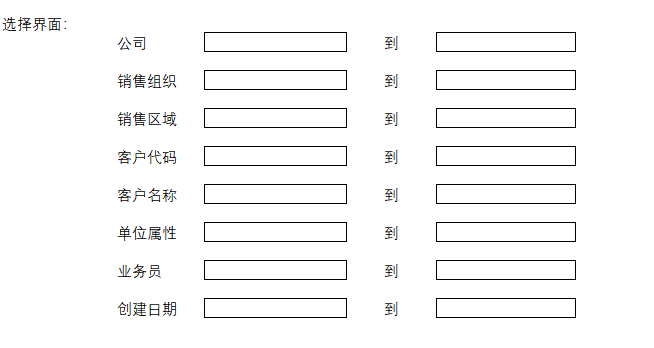 选择界面:
公司 到
销售组织 到
销售区域 到
客户代码 到
客户名称 到
单位属性 到
业务员 到
创建日期 到